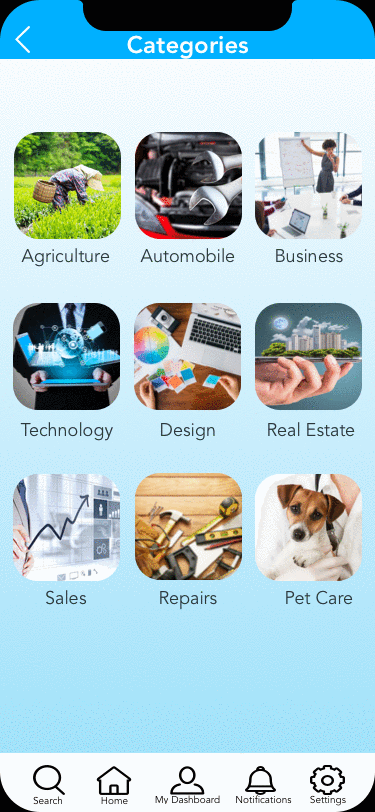 Categories
Agriculture Automobile Business
Technology Design Real Estate
Sales Repairs Pet Care
Search Home My Dashboard Notifications Settings